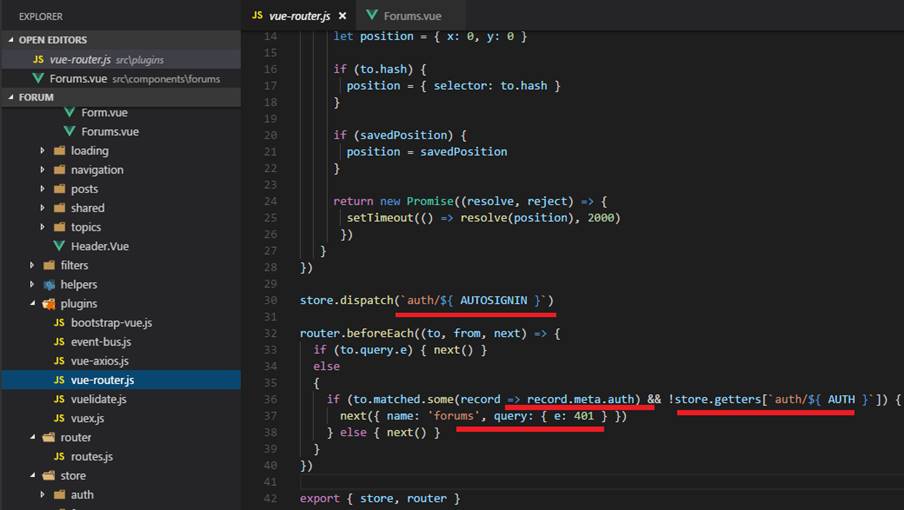 EXPLORER
OPEN EDITORS
JS vue-router.js src\plugins
Forums.vue src\components\forums
FORUM
Form.vue
Forums.vue
loading
navigation
posts
shared
topics
Header.Vue
filters
helpers
plugins
JS bootstrap-vue.js
JS event-bus.js
JS vue-axios.js
JS vue-router.js
JS vuelidate.js
JS vuex.js
router
JS routes.js
store
auth
JS vue-router.js ×
Forums.vue
14 let position = { x: 0, y: 0 }
15
16 if (to.hash) {
17 position = { selector: to.hash }
18 }
19
20 if (savedPosition) {
21 position = savedPosition
22 }
23
24 return new Promise((resolve, reject) => {
25 setTimeout(() => resolve(position), 2000)
26 })
27 }
28 })
29
30 store.dispatch(`auth/${ AUTOSIGNIN }`)
31
32 router.beforeEach((to, from, next) => {
33 if (to.query.e) { next() }
34 else
35 {
36 if (to.matched.some(record => record.meta.auth) && !store.getters[`auth/${ AUTH }`]) {
37 next({ name: 'forums', query: { e: 401 } })
38 } else { next() }
39 }
40 })
41
42 export { store, router }